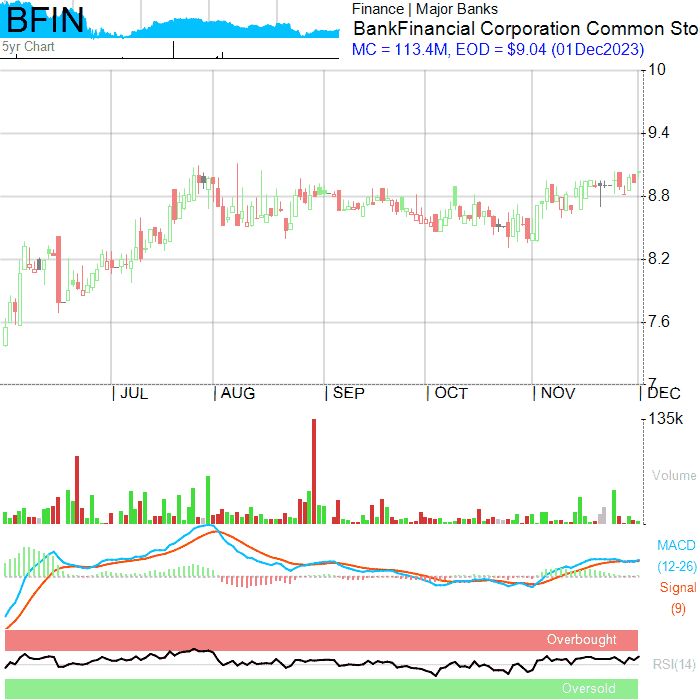 BFIN
5yr Chart
Finance | Major Banks
BankFinancial Corporation Common Sto
MC = 113.4M, EOD = $9.04 (01Dec2023)
10
9.4
8.8
8.2
7.6
7
| JUL | AUG | SEP | OCT | NOV | DEC
135k
Volume
MACD
(12-26)
Signal
(9)
Overbought
RSI(14)
Oversold